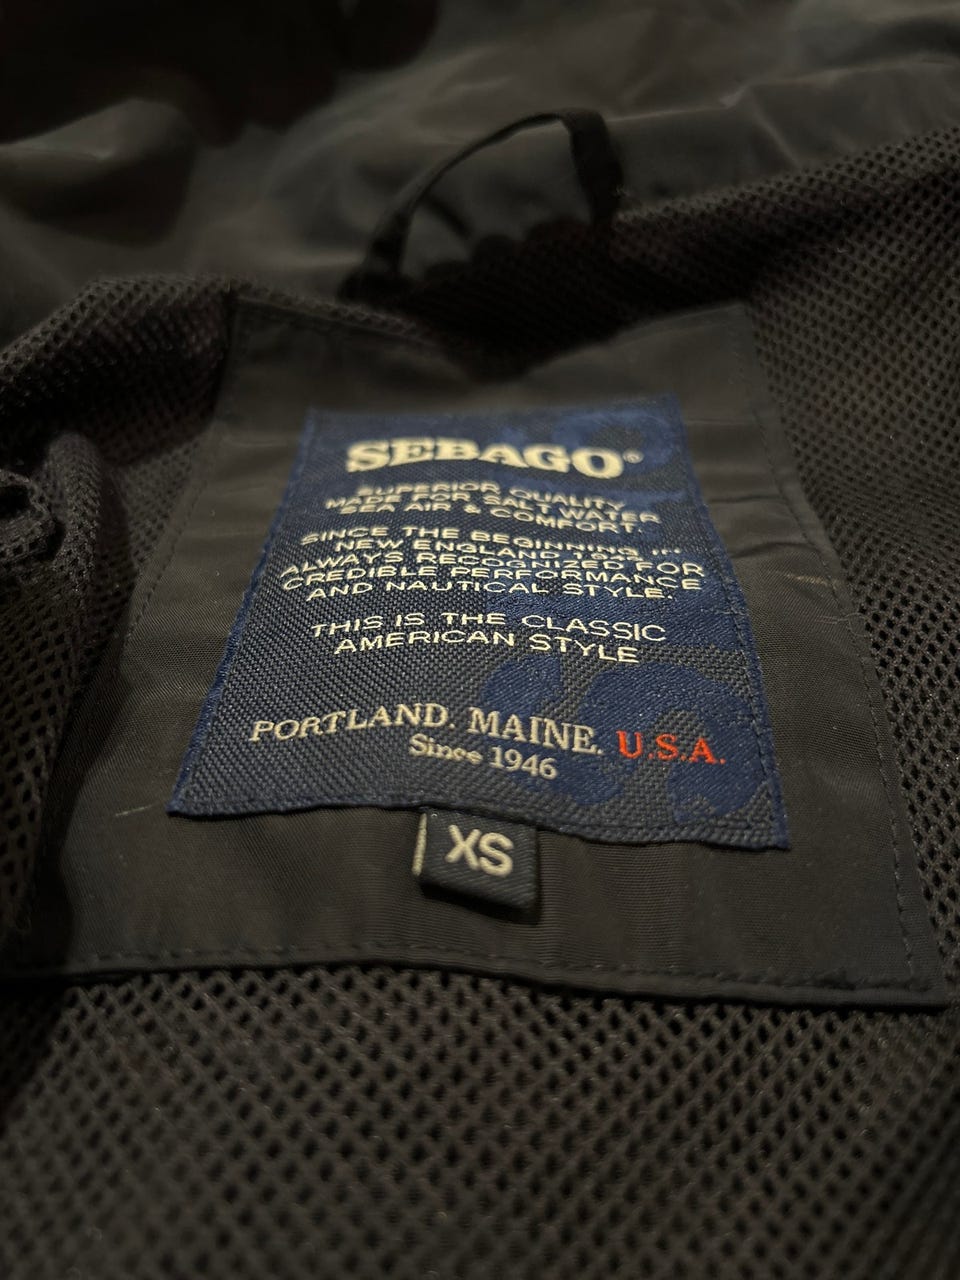 SEBAGO®
SUPERIOR QUALITY
MADE FOR SALT WATER
SEA AIR & COMFORT.
SINCE THE BEGINNING IN
NEW ENGLAND 1946
ALWAYS RECOGNIZED FOR
CREDIBLE PERFORMANCE
AND NAUTICAL STYLE.
THIS IS THE CLASSIC
AMERICAN STYLE
PORTLAND. MAINE. U.S.A.
Since 1946
XS